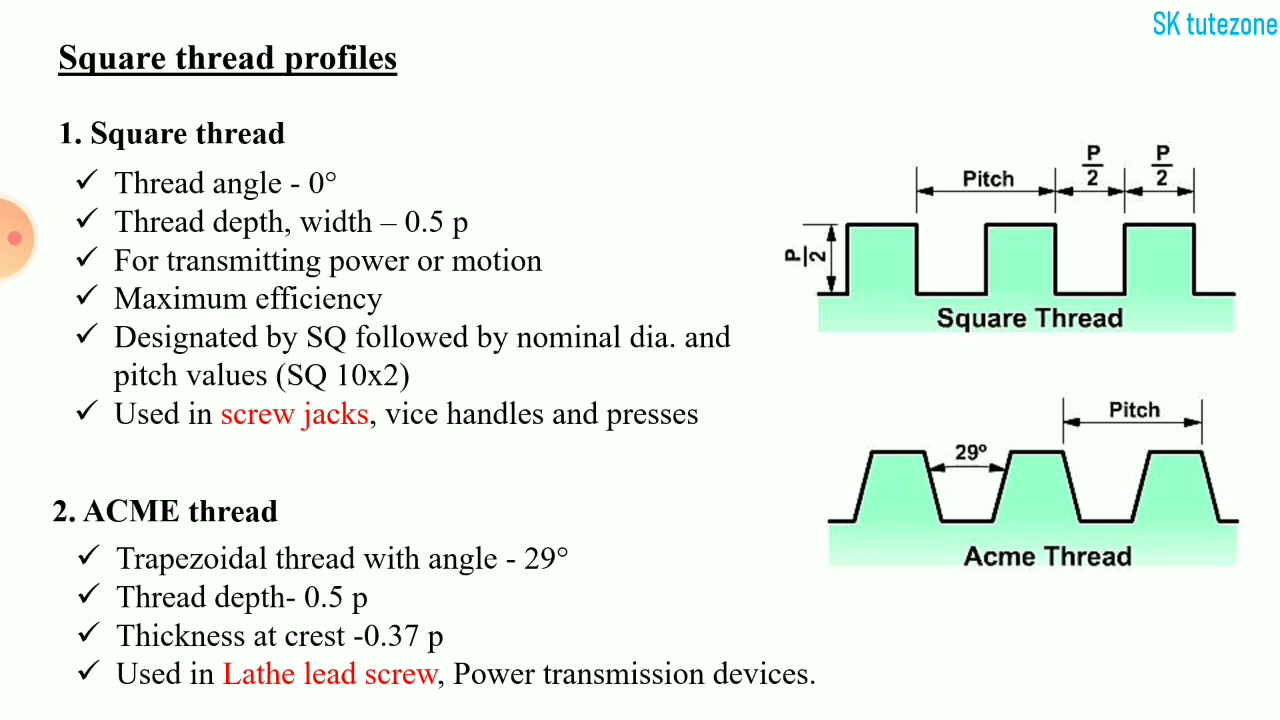 SK tutezone
Square thread profiles
1. Square thread
✓ Thread angle - 0°
✓ Thread depth, width – 0.5 p
✓ For transmitting power or motion
✓ Maximum efficiency
✓ Designated by SQ followed by nominal dia. and
pitch values (SQ 10x2)
✓ Used in screw jacks, vice handles and presses
Pitch
P/2
P/2
P/2
Square Thread
2. ACME thread
✓ Trapezoidal thread with angle - 29°
✓ Thread depth- 0.5 p
✓ Thickness at crest -0.37 p
✓ Used in Lathe lead screw, Power transmission devices.
Pitch
29º
Acme Thread